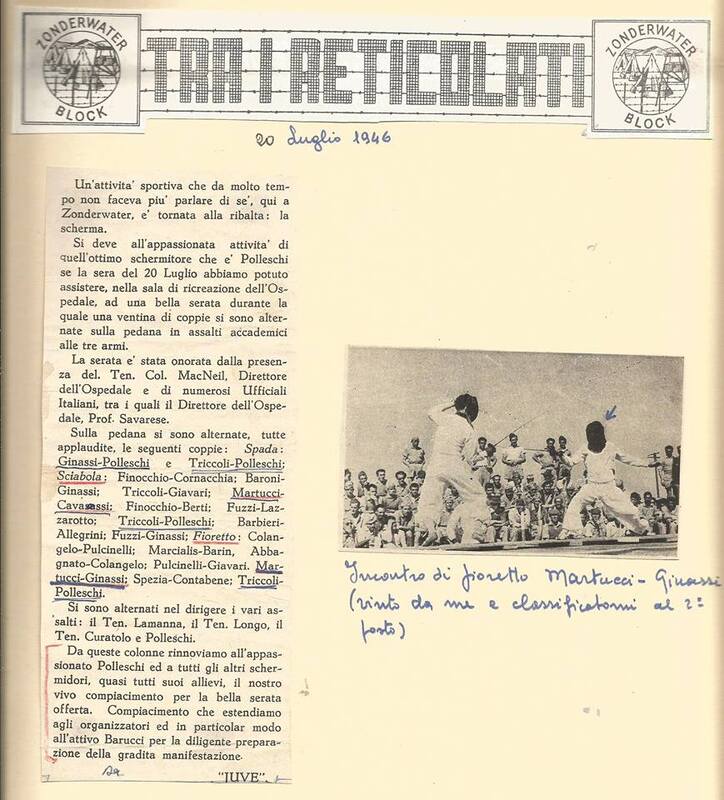 ZONDERWATER
BLOCK
TRA I RETICOLATI
ZONDERWATER
BLOCK
20 Luglio 1946
Un'attivita' sportiva che da molto tem-
po non faceva piu' parlare di se', qui a
Zonderwater, e' tornata alla ribalta: la
scherma.
Si deve all'appassionata attivita' di
quell'ottimo schermitore che e' Polleschi
se la sera del 20 Luglio abbiamo potuto
assistere, nella sala di ricreazione dell'Os-
pedale, ad una bella serata durante la
quale una ventina di coppie si sono alter-
nate sulla pedana in assalti accademici
alle tre armi.
La serata e' stata onorata dalla presen-
za del. Ten. Col. MacNeil, Direttore
dell'Ospedale e di numerosi Ufficiali
Italiani, tra i quali il Direttore dell'Ospe-
dale, Prof. Savarese.
Sulla pedana si sono alternate, tutte
applaudite, le seguenti coppie: Spada:
Ginassi-Polleschi e Triccoli-Polleschi;
Sciabola: Finocchio-Cornacchia; Baroni-
Ginassi; Triccoli-Giavari; Martucci-
Cavassi; Finocchio-Berti; Fuzzi-Laz-
zarotto; Triccoli-Polleschi; Barbieri-
Allegrini; Fuzzi-Ginassi; Fioretto: Colan-
gelo-Pulcinelli; Marcialis-Barin, Abba-
gnato-Colangelo; Pulcinelli-Giavari. Mar-
tucci-Ginassi; Spezia-Contabene; Triccoli-
Polleschi.
Si sono alternati nel dirigere i vari as-
salti: il Ten. Lamanna, il Ten. Longo, il
Ten. Curatolo e Polleschi.
Da queste colonne rinnoviamo all'appas-
sionato Polleschi ed a tutti gli altri scher-
midori, quasi tutti suoi allievi, il nostro
vivo compiacimento per la bella serata
offerta. Compiacimento che estendiamo
agli organizzatori ed in particolar modo
all'attivo Barucci per la diligente prepara-
zione della gradita manifestazione.
"JUVE".
Incontro di fioretto Martucci-Ginassi
(vinto da me e classificatomi al 2º
posto)